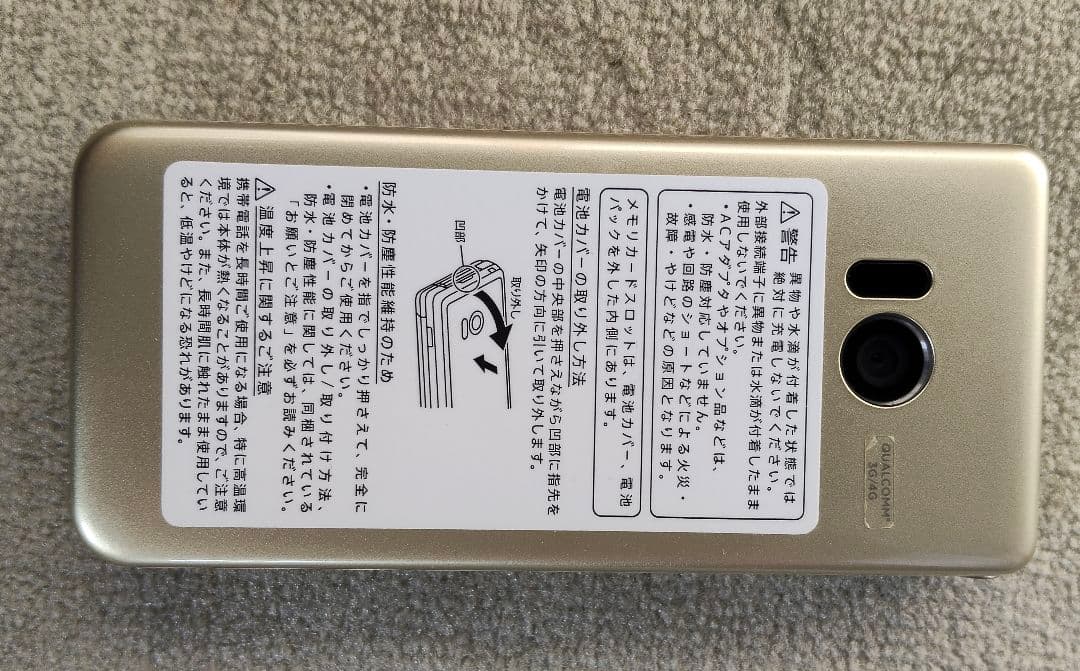 ⚠警告 異物や水滴が付着した状態では
絶対に充電しないでください。
外部接続端子に異物または水滴が付着したまま
使用しないでください。
・ACアダプタやオプション品などは、
防水・防塵対応していません。
・感電や回路のショートなどによる火災・
故障・やけどなどの原因となります。
メモリカードスロットは、電池カバー、電池
パックを外した内側にあります。
電池カバーの取り外し方法
電池カバーの中央部を押さえながら凹部に指先を
かけて、矢印の方向に引いて取り外します。
取り外し
凹部
防水・防塵性能維持のため
・電池カバーを指でしっかり押さえて、完全に
閉めてからご使用ください。
・電池カバーの取り外し/取り付け方法、
防水・防塵性能に関しては、同梱されている
「お願いとご注意」を必ずお読みください。
⚠温度上昇に関するご注意
携帯電話を長時間ご使用になる場合、特に高温環
境では本体が熱くなることがありますので、ご注意
ください。また、長時間肌に触れたまま使用してい
ると、低温やけどになる恐れがあります。
QUALCOMM®
3G/4G